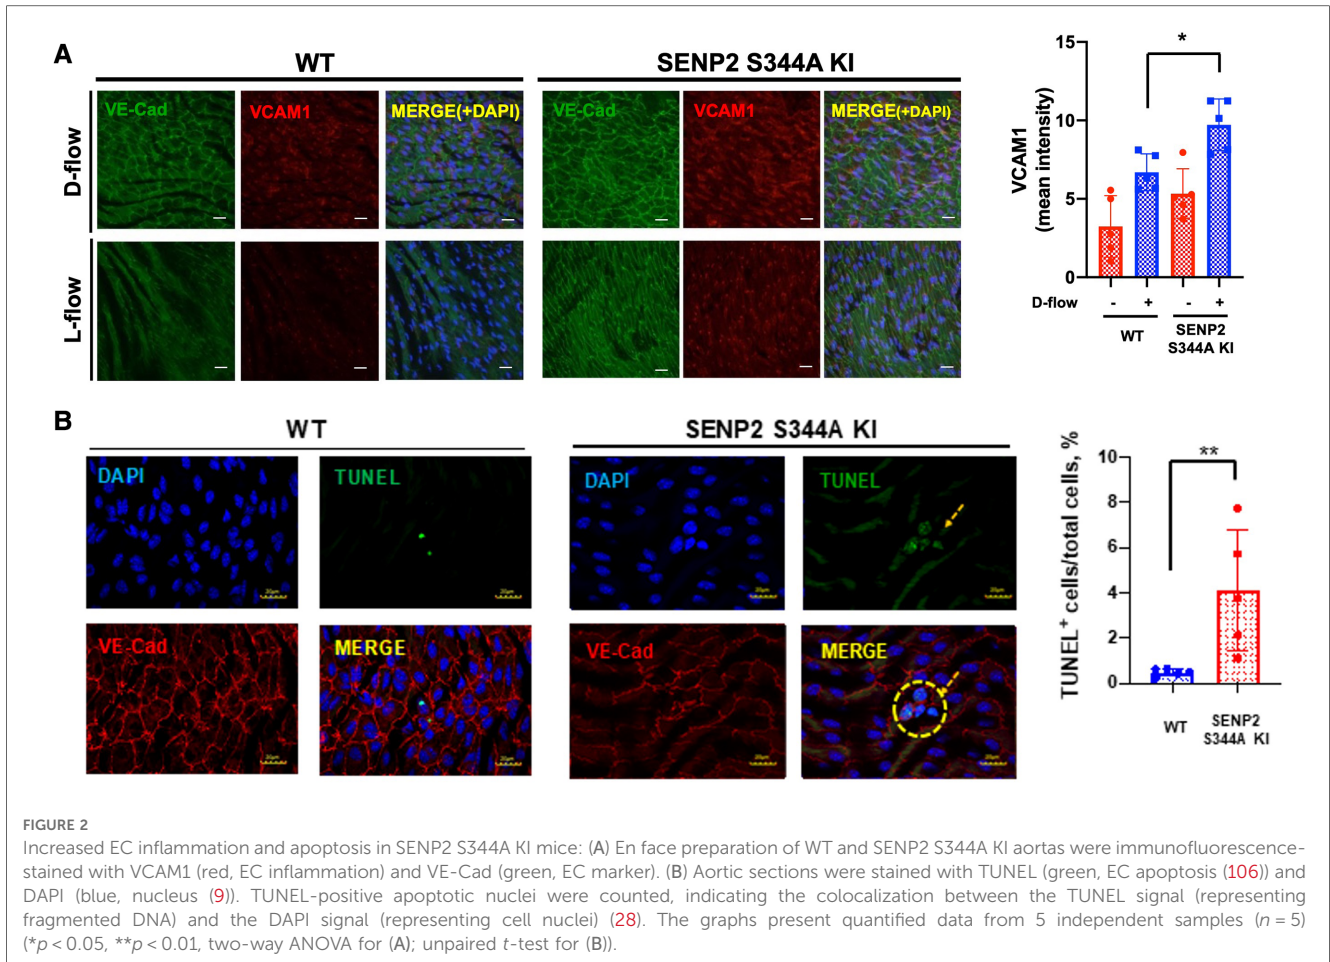 A
WT
SENP2 S344A KI
D-flow
VE-Cad
VCAM1
MERGE(+DAPI)
VE-Cad
VCAM1
MERGE(+DAPI)
L-flow
15
10
5
0
VCAM1
(mean intensity)
*
D-flow
- + - +
WT
SENP2
S344A KI
B
WT
SENP2 S344A KI
DAPI
TUNEL
DAPI
TUNEL
20μm
20μm
20μm
20μm
VE-Cad
MERGE
VE-Cad
MERGE
20μm
20μm
20μm
20μm
TUNEL+ cells/total cells, %
10
8
6
4
2
0
**
WT
SENP2
S344A KI
FIGURE 2
Increased EC inflammation and apoptosis in SENP2 S344A KI mice: (A) En face preparation of WT and SENP2 S344A KI aortas were immunofluorescence-
stained with VCAM1 (red, EC inflammation) and VE-Cad (green, EC marker). (B) Aortic sections were stained with TUNEL (green, EC apoptosis (106)) and
DAPI (blue, nucleus (9)). TUNEL-positive apoptotic nuclei were counted, indicating the colocalization between the TUNEL signal (representing
fragmented DNA) and the DAPI signal (representing cell nuclei) (28). The graphs present quantified data from 5 independent samples (n = 5)
(*p < 0.05, **p < 0.01, two-way ANOVA for (A); unpaired t-test for (B)).